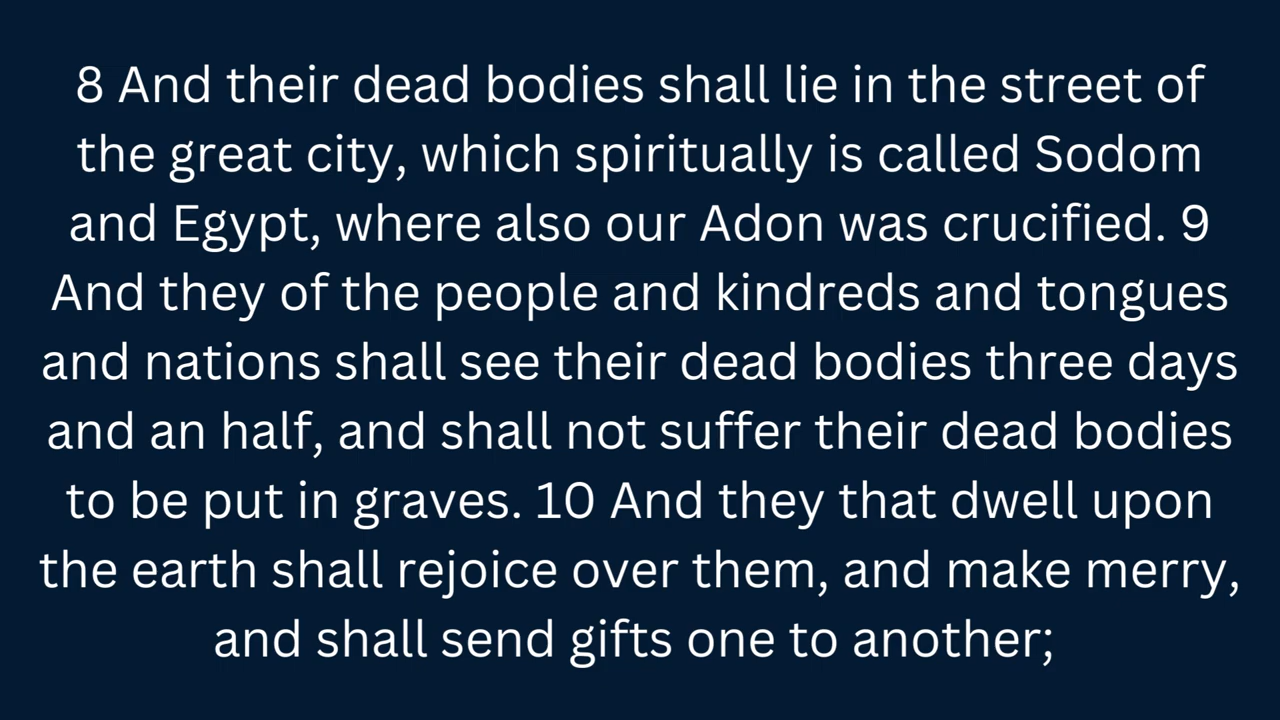 8 And their dead bodies shall lie in the street of
the great city, which spiritually is called Sodom
and Egypt, where also our Adon was crucified. 9
And they of the people and kindreds and tongues
and nations shall see their dead bodies three days
and an half, and shall not suffer their dead bodies
to be put in graves. 10 And they that dwell upon
the earth shall rejoice over them, and make merry,
and shall send gifts one to another;